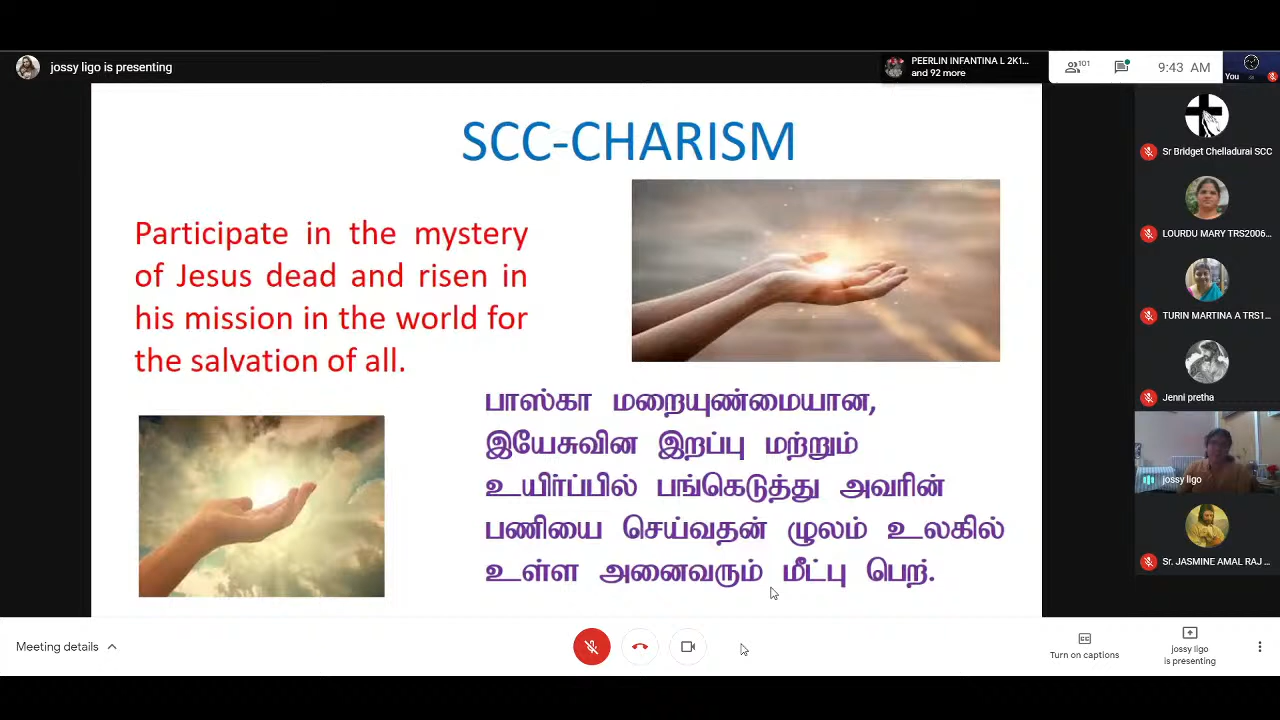 jossy ligo is presenting
PEERLIN INFANTINA L 2K1...
and 92 more
101
9:43 AM
You
SCC-CHARISM
Participate in the mystery
of Jesus dead and risen in
his mission in the world for
the salvation of all.
பாஸ்கா மறையுண்மையான,
இயேசுவின இறப்பு மற்றும்
உயிர்ப்பில் பங்கெடுத்து அவரின்
பணியை செய்வதன் மூலம் உலகில்
உள்ள அனைவரும் மீட்பு பெற.
Sr Bridget Chelladurai SCC
LOURDU MARY TRS2006...
TURIN MARTINA A TRS1...
Jenni pretha
jossy ligo
Sr. JASMINE AMAL RAJ ...
Meeting details
Turn on captions
jossy ligo
is presenting